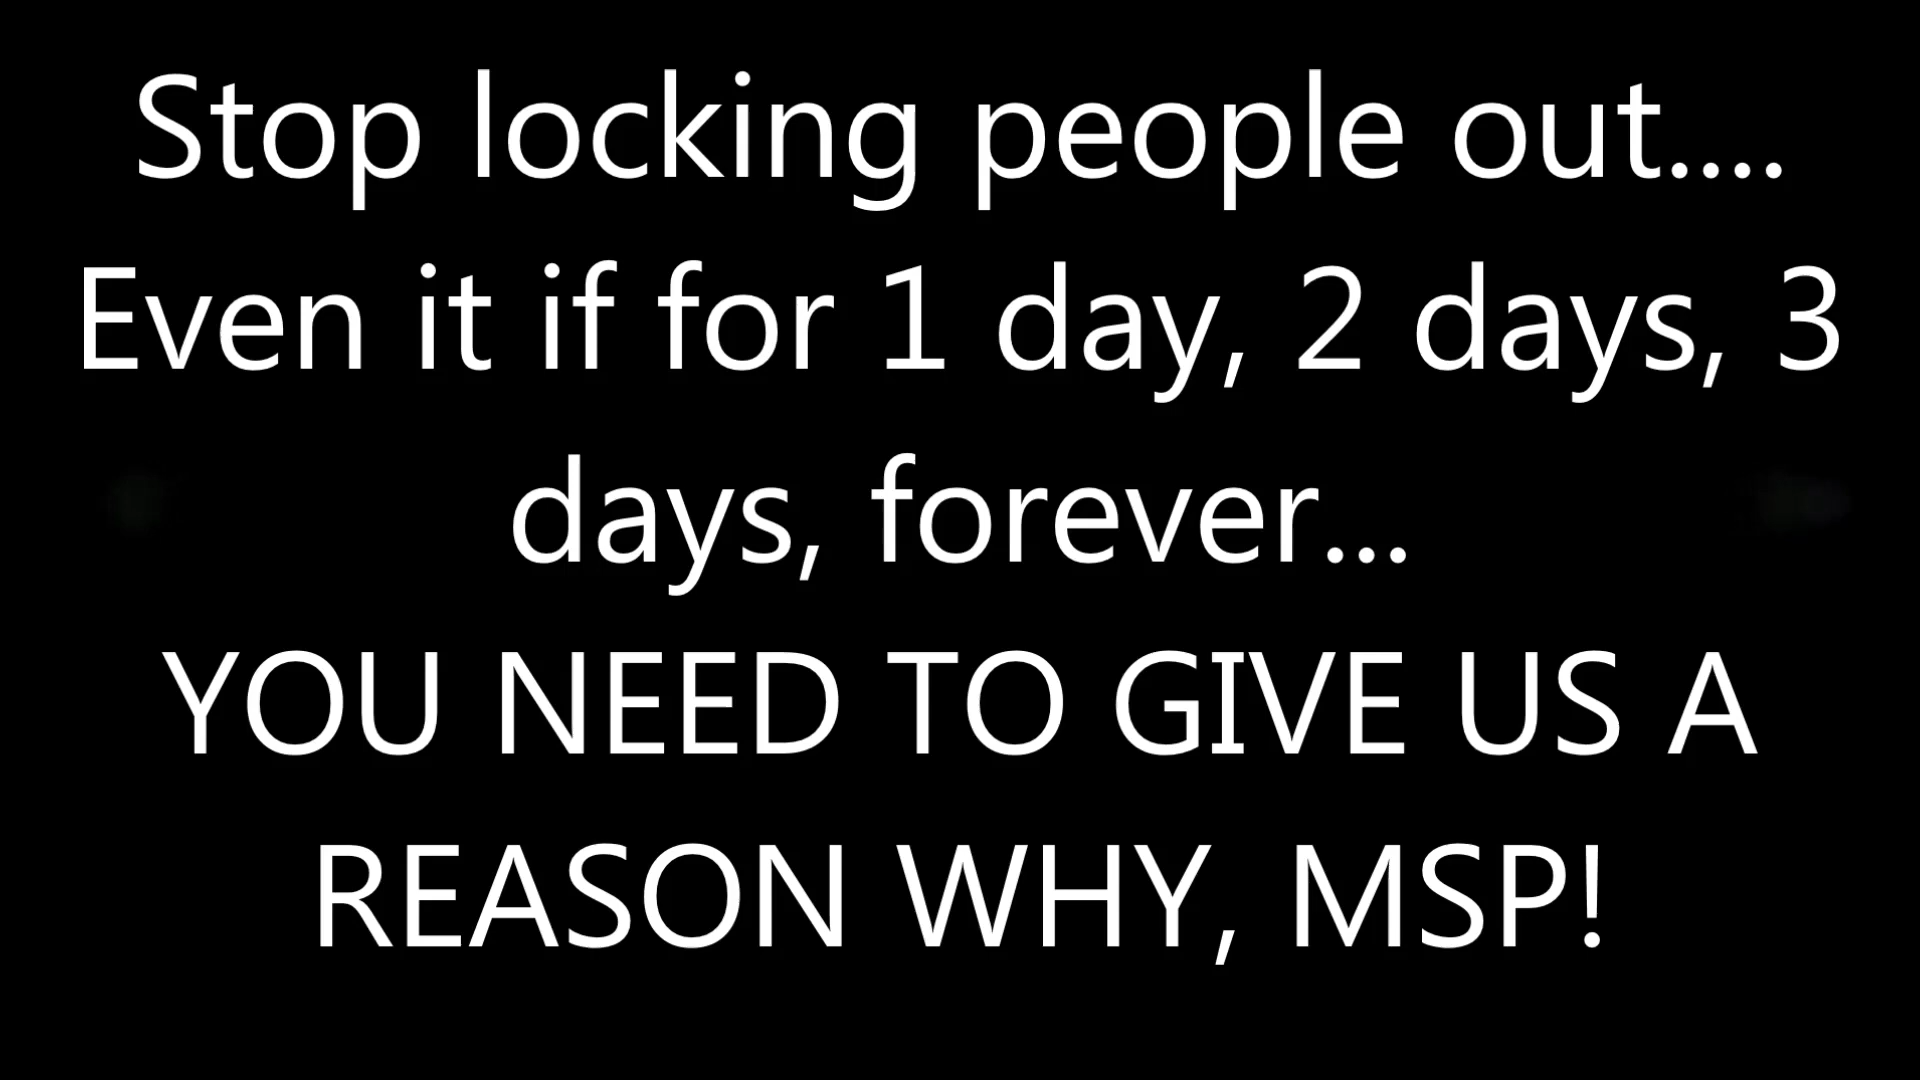 Stop locking people out....
Even it if for 1 day, 2 days, 3
days, forever...
YOU NEED TO GIVE US A
REASON WHY, MSP!